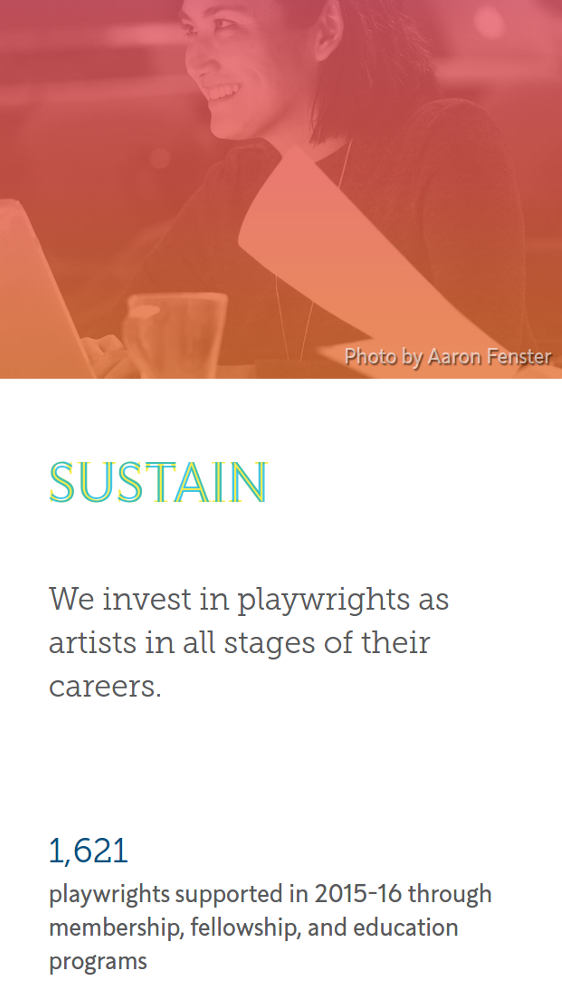 Photo by Aaron Fenster
SUSTAIN
We invest in playwrights as
artists in all stages of their
careers.
1,621
playwrights supported in 2015-16 through
membership, fellowship, and education
programs